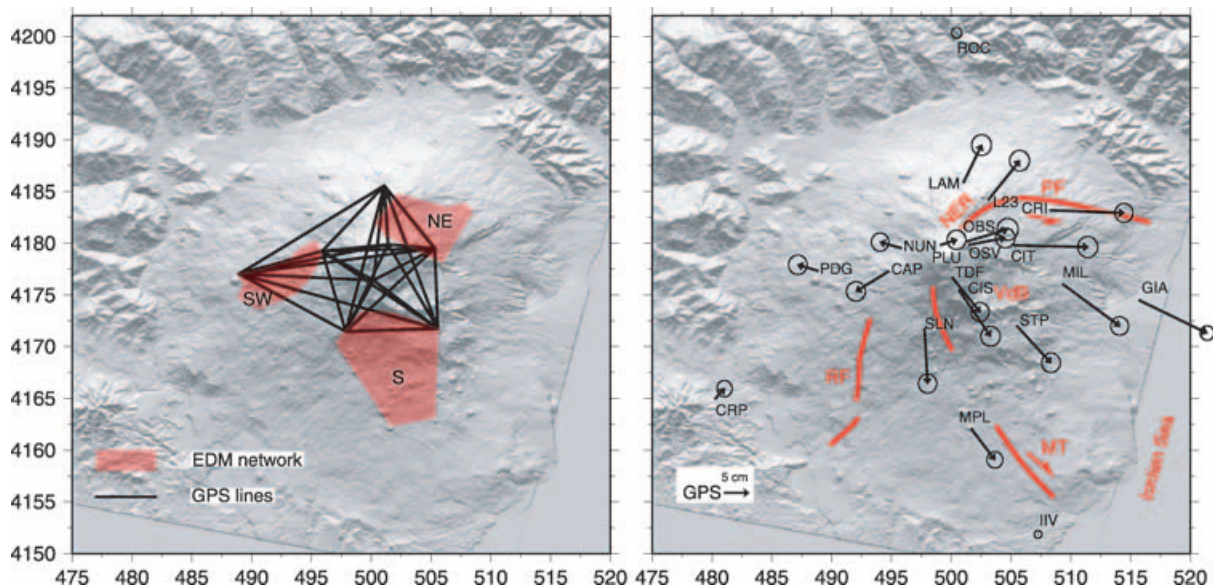 4200
4195
4190
4185
4180
4175
4170
4165
4160
4155
4150
475 480 485 490 495 500 505 510 515 520
NE
SW
S
EDM network
GPS lines
475 480 485 490 495 500 505 510 515 520
ROC
LAM
L23
NER
FF
CRI
OBS
NUN
PLU
OSV
CIT
PDG
CAP
TDF
CIS
VdB
MIL
GIA
SLN
STP
RF
CRP
MPL
MT
Ionian Sea
5 cm
GPS
IIV